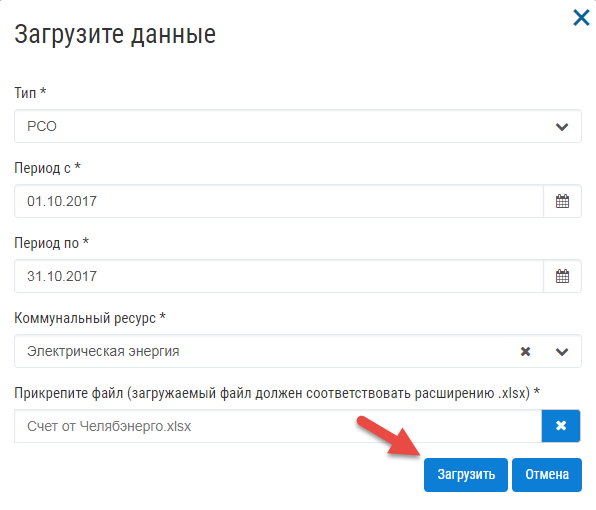 Загрузите данные
Тип *
РСО
Период с *
01.10.2017
Период по *
31.10.2017
Коммунальный ресурс *
Электрическая энергия
Прикрепите файл (загружаемый файл должен соответствовать расширению .xlsx) *
Счет от Челябэнерго.xlsx
Загрузить Отмена